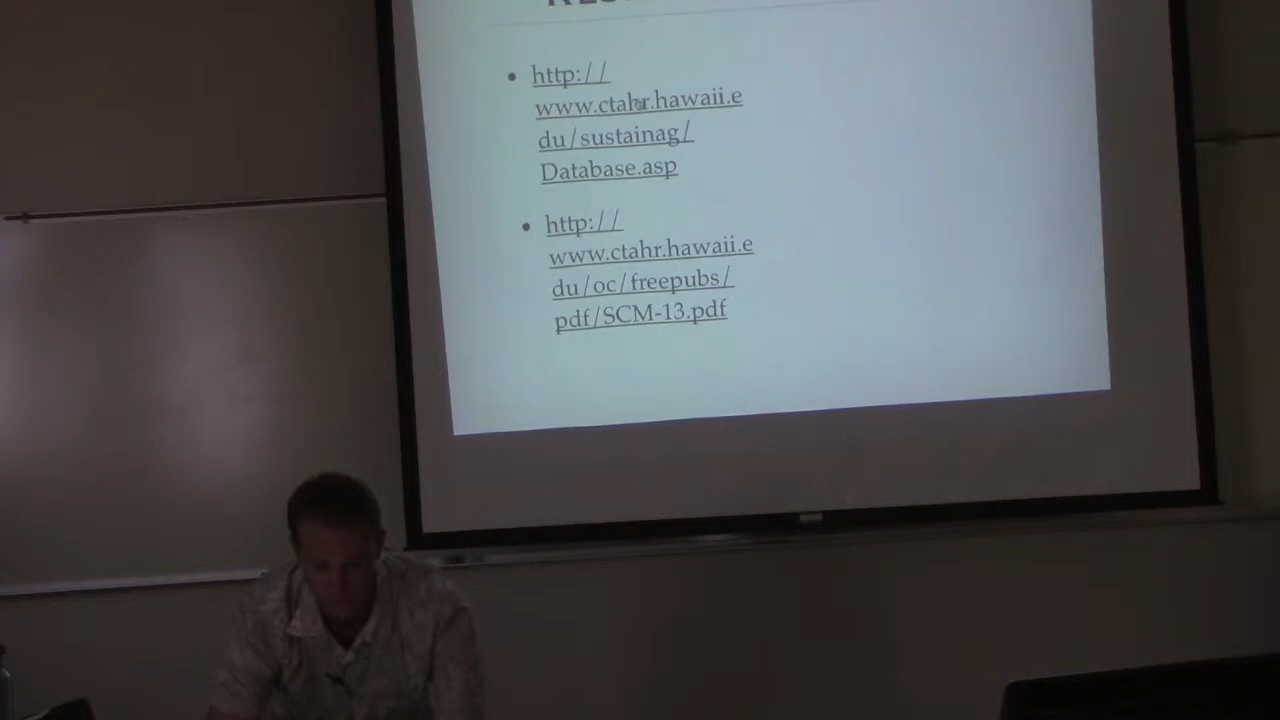 http://
www.ctahr.hawaii.e
du/sustainag/
Database.asp
http://
www.ctahr.hawaii.e
du/oc/freepubs/
pdf/SCM-13.pdf